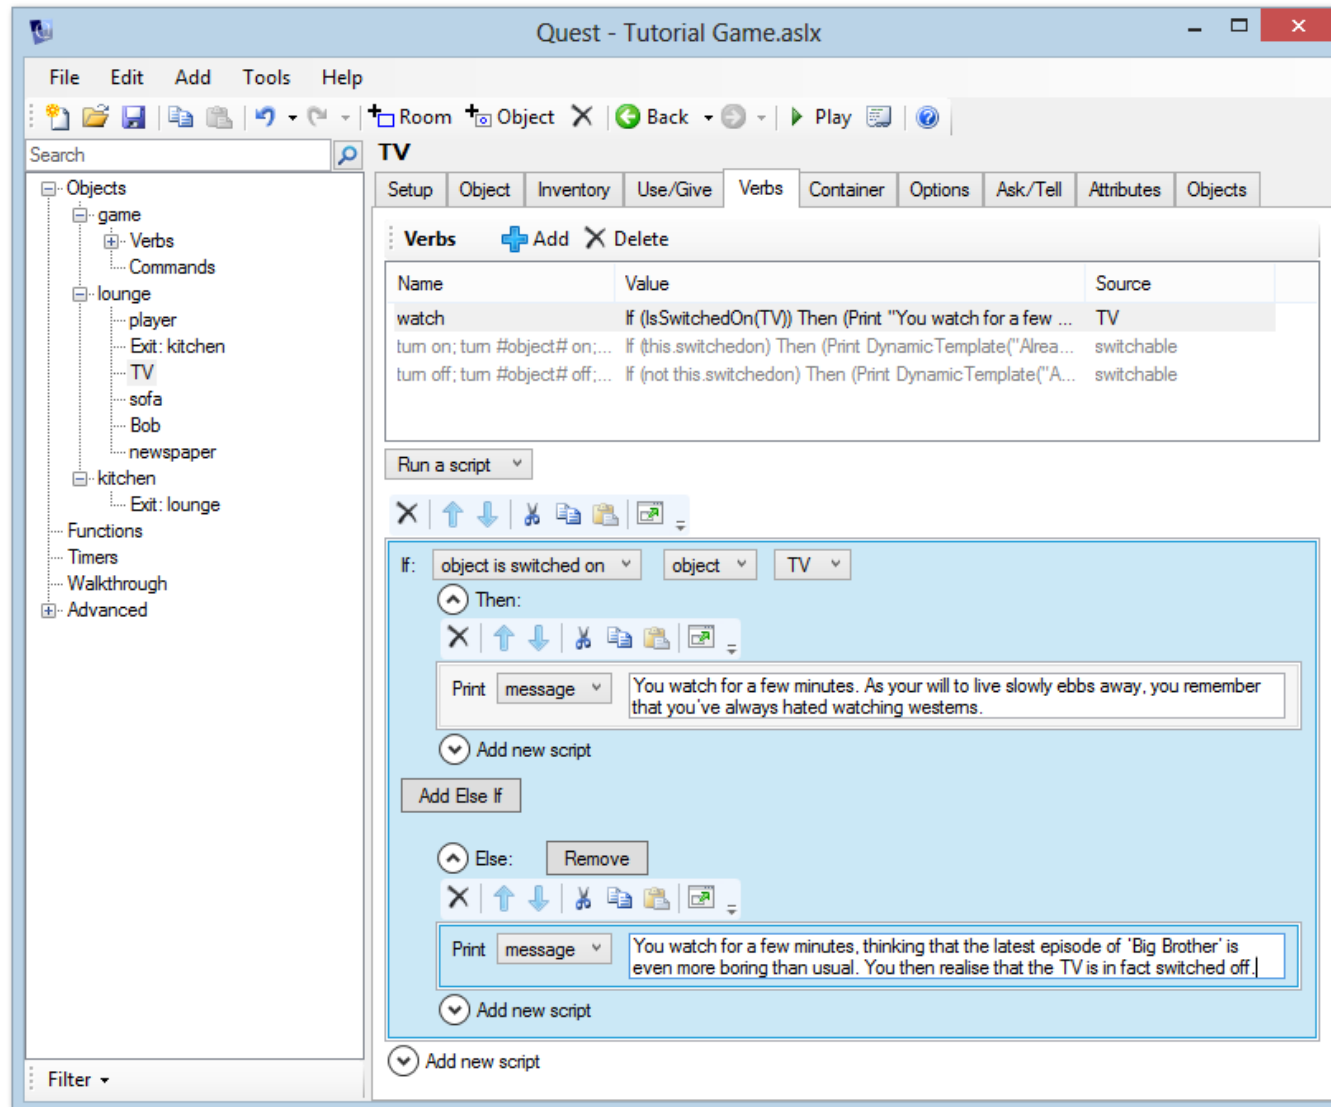 Quest - Tutorial Game.aslx
File Edit Add Tools Help
Room Object Back Play
Search
TV
Setup Object Inventory Use/Give Verbs Container Options Ask/Tell Attributes Objects
Objects
game
Verbs
Commands
lounge
player
Exit: kitchen
TV
sofa
Bob
newspaper
kitchen
Exit: lounge
Functions
Timers
Walkthrough
Advanced
Filter
Verbs Add Delete
Name Value Source
watch If (IsSwitchedOn(TV)) Then (Print "You watch for a few ... TV
turn on; turn #object# on;... If (this.switchedon) Then (Print DynamicTemplate("Alrea... switchable
turn off; turn #object# off;... If (not this.switchedon) Then (Print DynamicTemplate("A... switchable
Run a script
If: object is switched on object TV
Then:
Print message You watch for a few minutes. As your will to live slowly ebbs away, you remember
that you've always hated watching westerns.
Add new script
Add Else If
Else: Remove
Print message You watch for a few minutes, thinking that the latest episode of 'Big Brother' is
even more boring than usual. You then realise that the TV is in fact switched off.
Add new script
Add new script